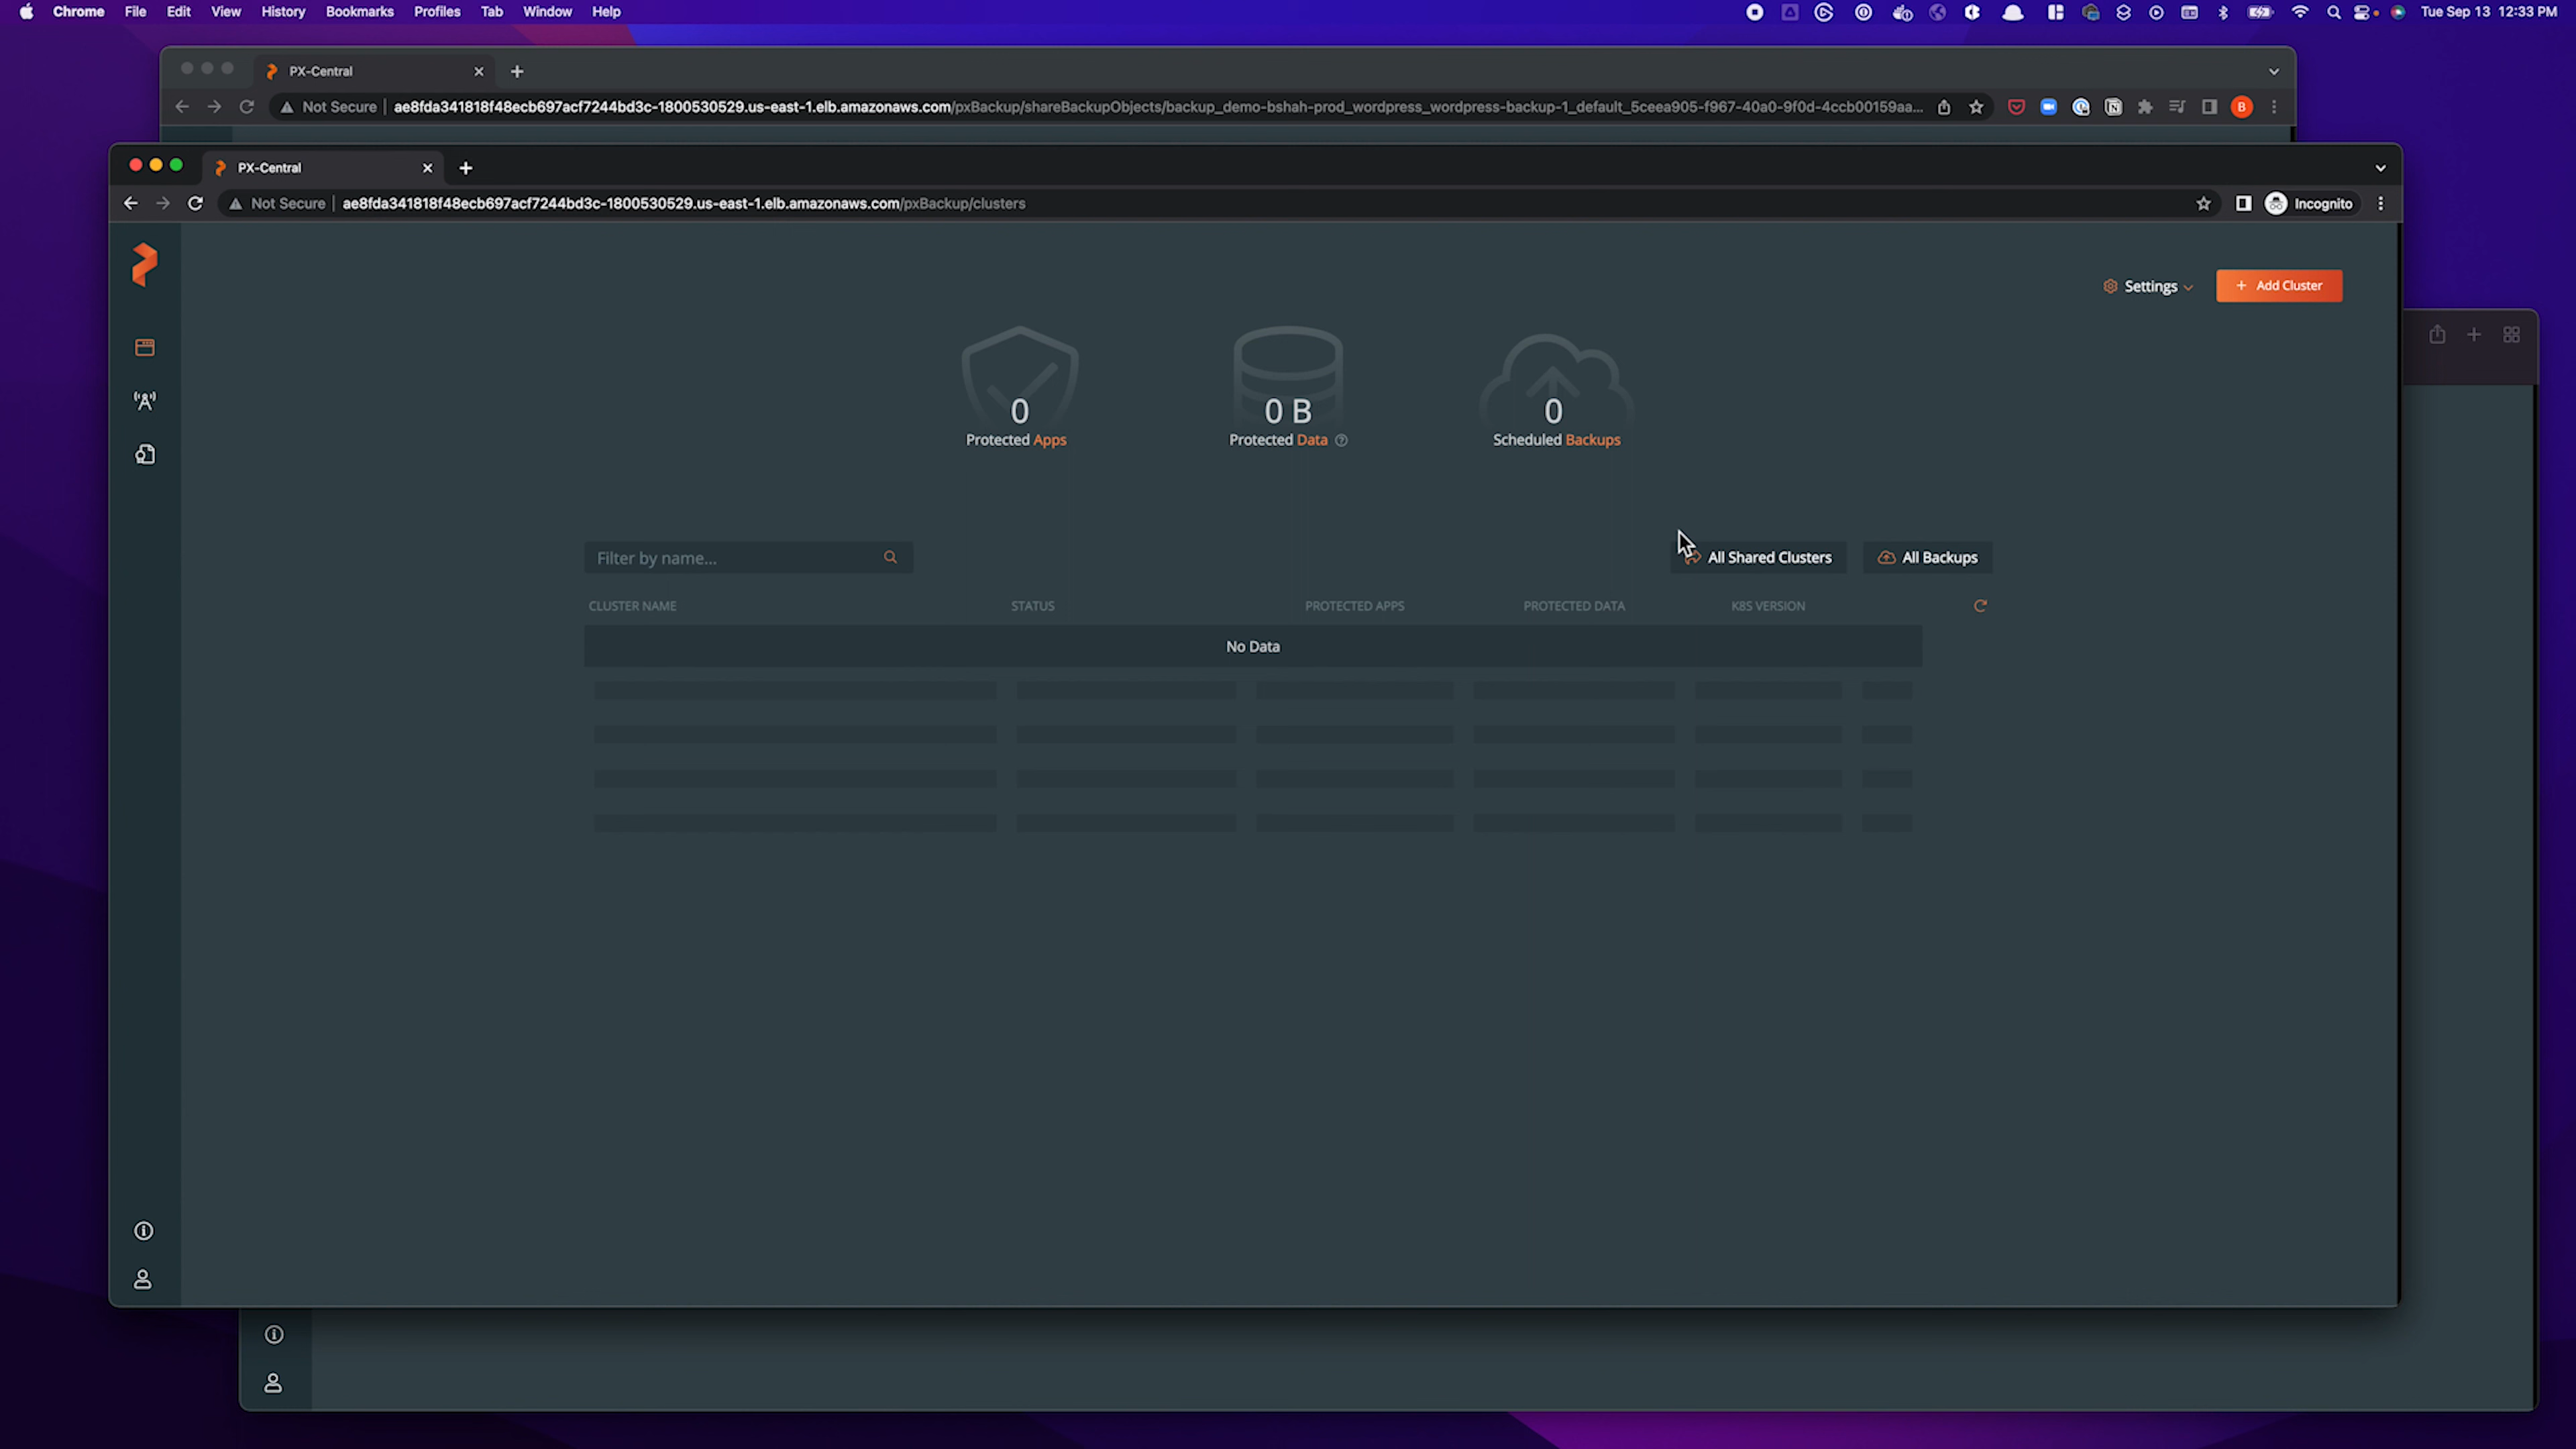 Chrome File Edit View History Bookmarks Profiles Tab Window Help
Tue Sep 13 12:33 PM
PX-Central
Not Secure ae8fda341818f48ecb697acf7244bd3c-1800530529.us-east-1.elb.amazonaws.com/pxBackup/shareBackupObjects/backup_demo-bshah-prod_wordpress_wordpress-backup-1_default_5ceea905-f967-40a0-9f0d-4ccb00159aa...
B
PX-Central
Not Secure ae8fda341818f48ecb697acf7244bd3c-1800530529.us-east-1.elb.amazonaws.com/pxBackup/clusters
Incognito
Settings
+ Add Cluster
0
Protected Apps
0 B
Protected Data
0
Scheduled Backups
Filter by name...
All Shared Clusters
All Backups
CLUSTER NAME STATUS PROTECTED APPS PROTECTED DATA K8S VERSION
No Data